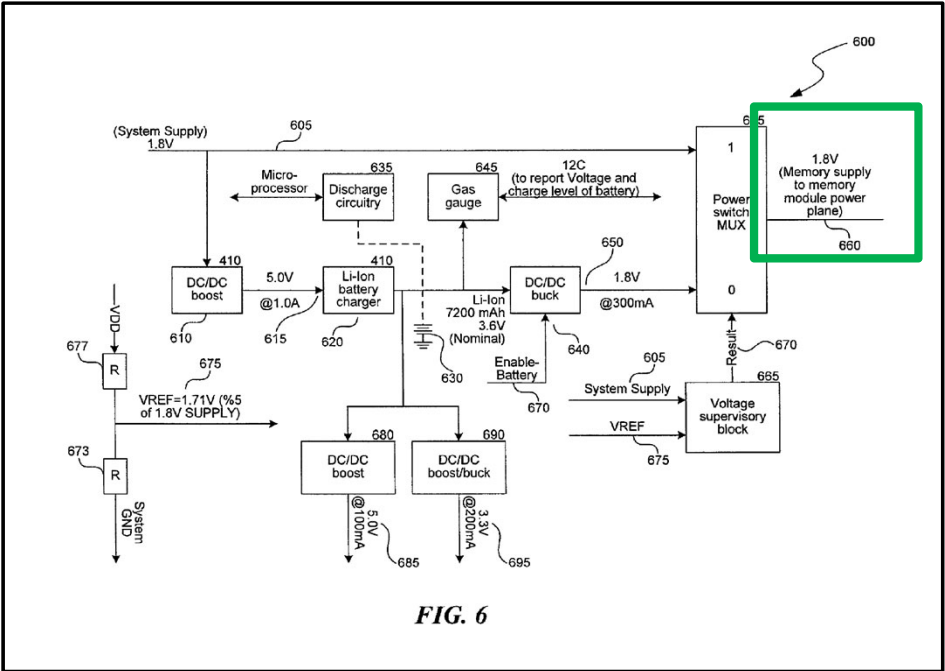 600
(System Supply)
1.8V
605
1
Power
switch
MUX
0
1.8V
(Memory supply
to memory
module power
plane)
660
Micro-
processor
635
Discharge
circuitry
645
Gas
gauge
12C
(to report Voltage and
charge level of battery)
410
DC/DC
boost
610
5.0V
@1.0A
615
410
Li-Ion
battery
charger
620
630
Li-Ion
7200 mAh
3.6V
(Nominal)
DC/DC
buck
640
650
1.8V
@300mA
Enable-
Battery
670
Result
670
605
System Supply
VREF
675
665
Voltage
supervisory
block
VDD
677
R
675
VREF=1.71V (%5
of 1.8V SUPPLY)
673
R
System
GND
680
DC/DC
boost
5.0V
@100mA
685
690
DC/DC
boost/buck
3.3V
@200mA
695
FIG. 6